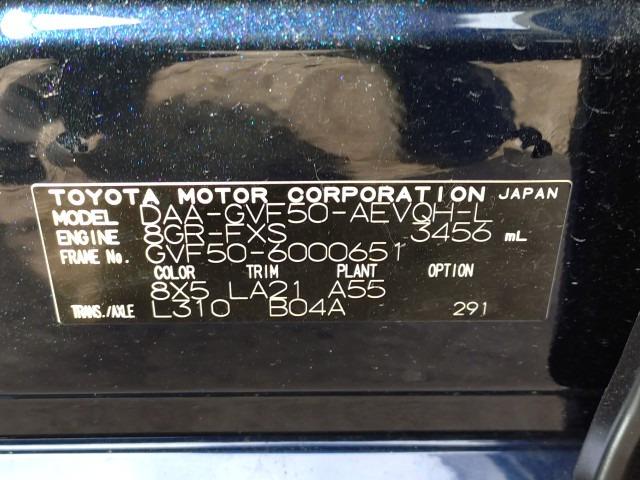 TOYOTA MOTOR CORPORATION JAPAN
MODEL DAA-GVF50-AEVQH-L
ENGINE 8GR-FXS 3456 mL
FRAME No. GVF50-6000651
COLOR TRIM PLANT OPTION
8X5 LA21 A55
TRANS./AXLE L310 B04A 291